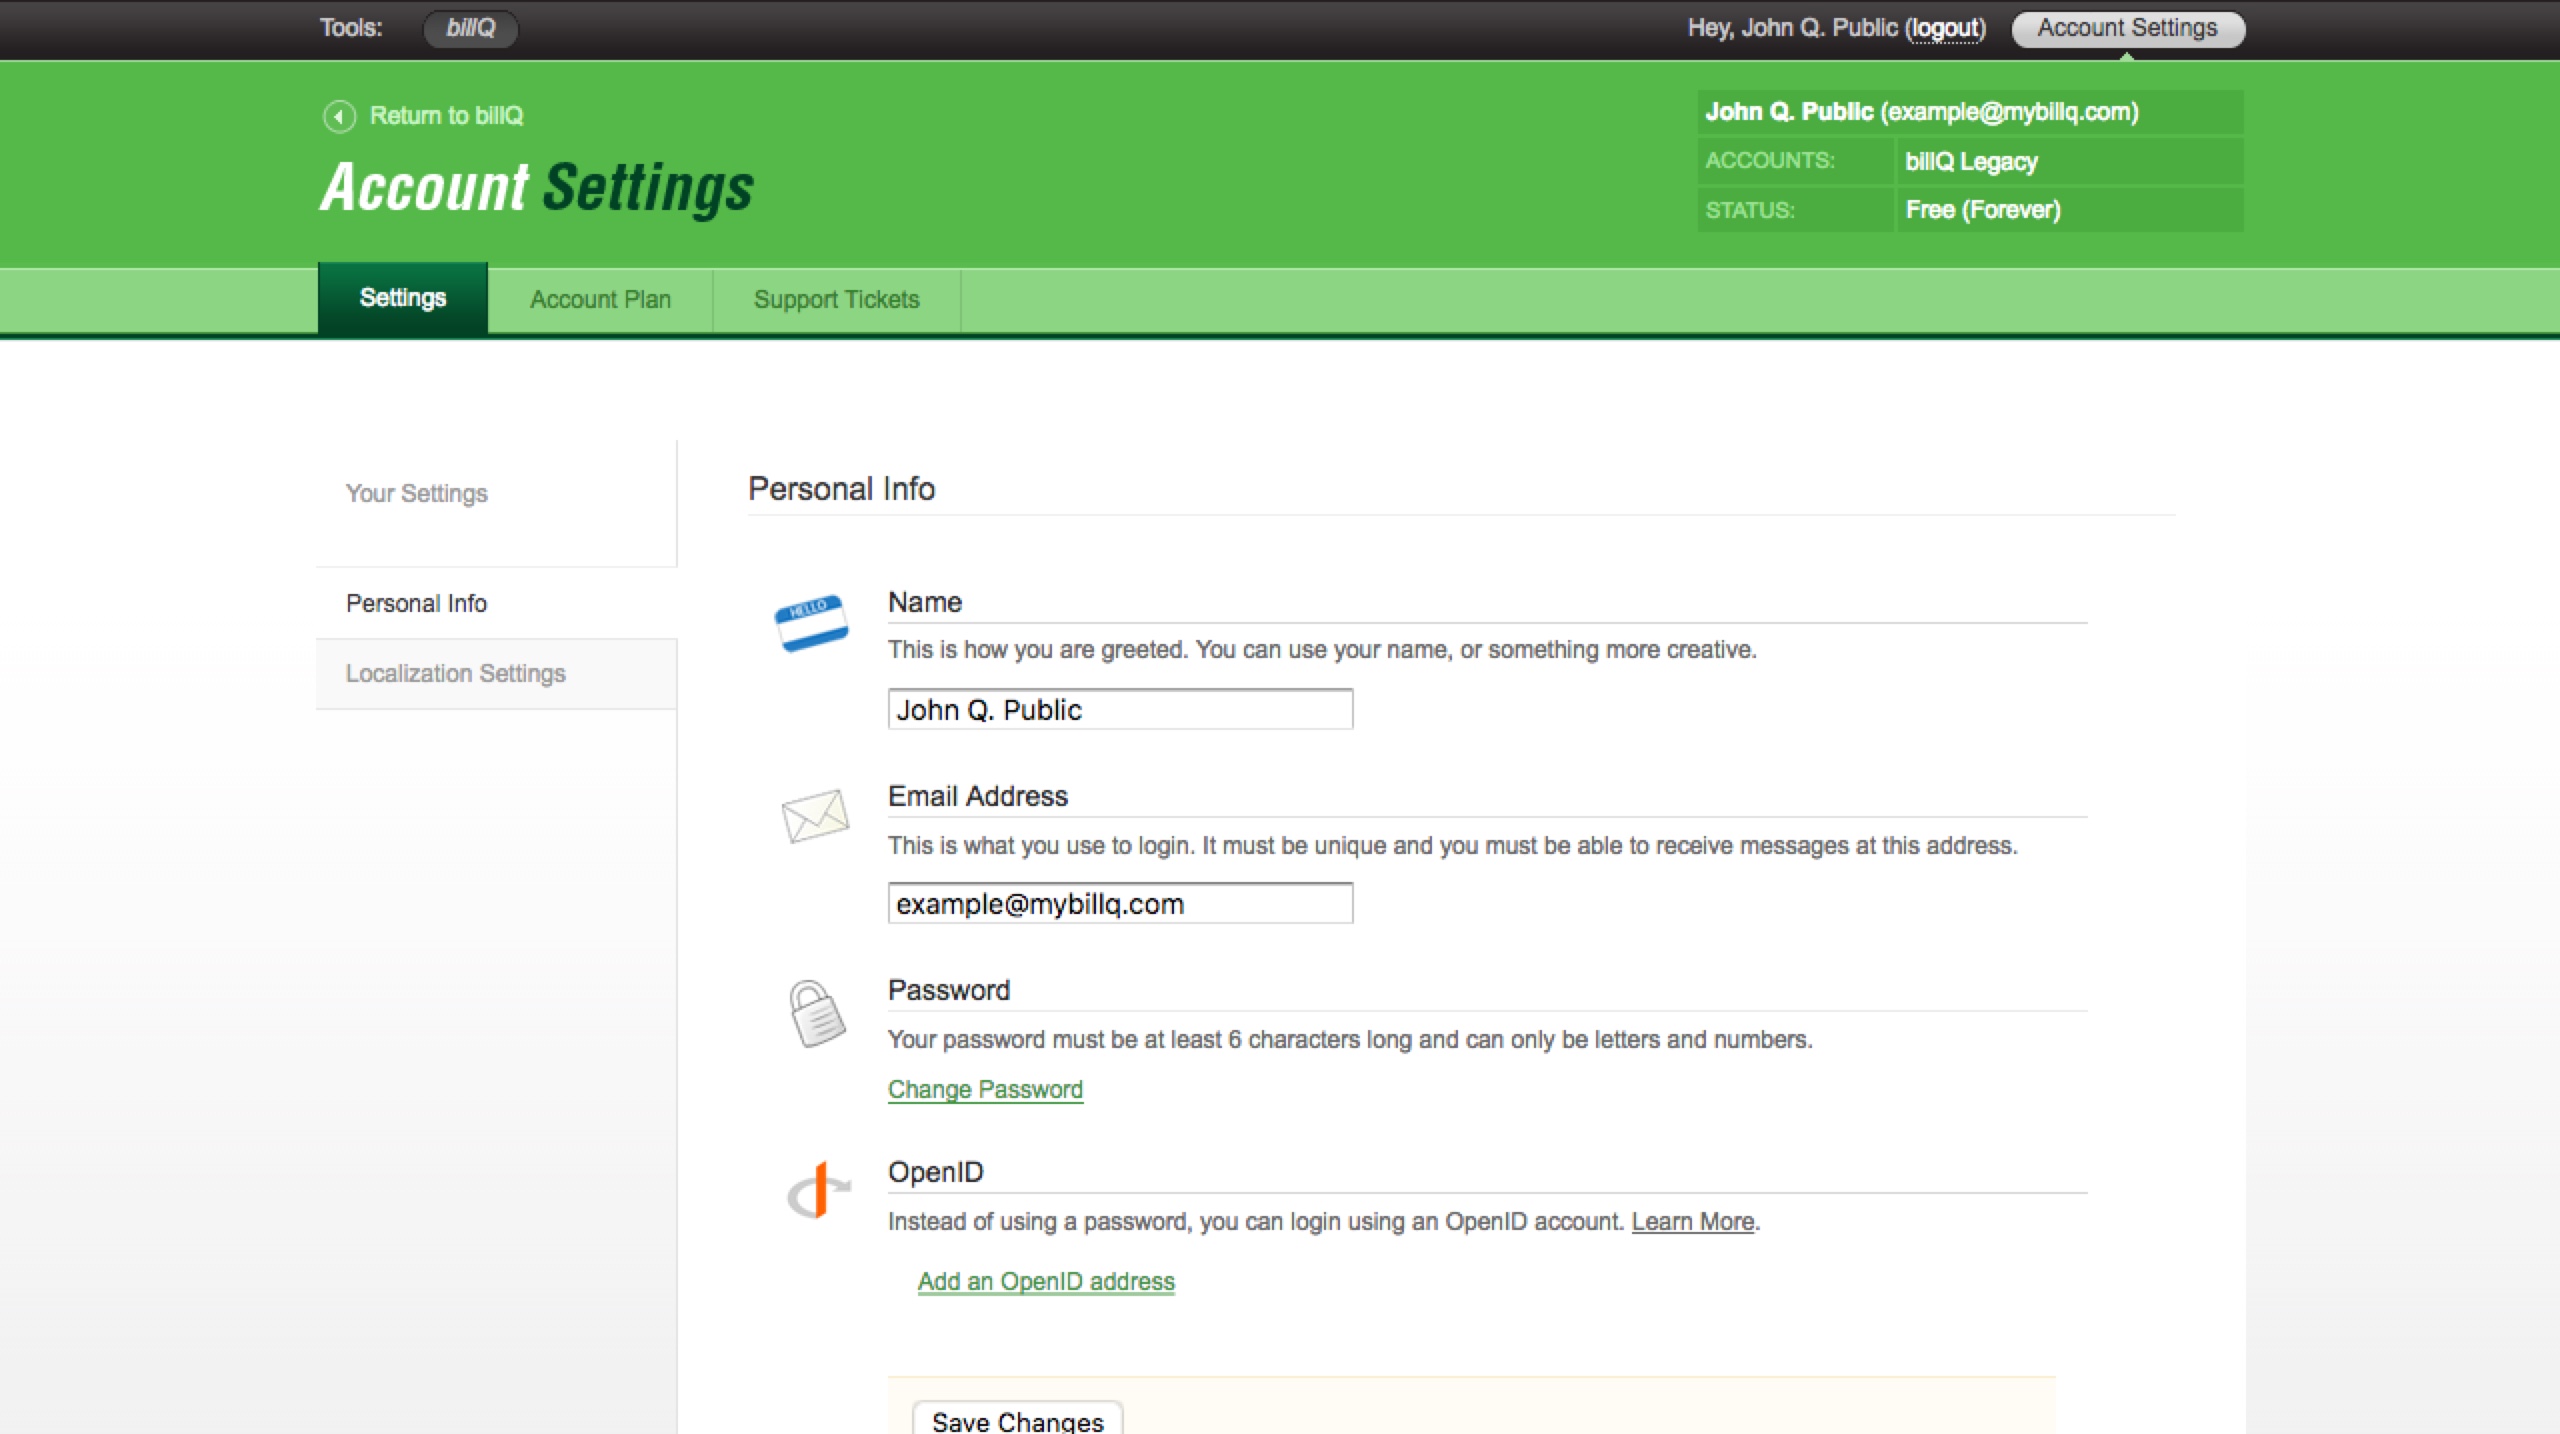 Tools: billQ Hey, John Q. Public (logout) Account Settings
Return to billQ
Account Settings
John Q. Public (example@mybillq.com)
ACCOUNTS: billQ Legacy
STATUS: Free (Forever)
Settings Account Plan Support Tickets
Your Settings
Personal Info
Localization Settings
Personal Info
HELLO
Name
This is how you are greeted. You can use your name, or something more creative.
John Q. Public
Email Address
This is what you use to login. It must be unique and you must be able to receive messages at this address.
example@mybillq.com
Password
Your password must be at least 6 characters long and can only be letters and numbers.
Change Password
OpenID
Instead of using a password, you can login using an OpenID account. Learn More.
Add an OpenID address
Save Changes